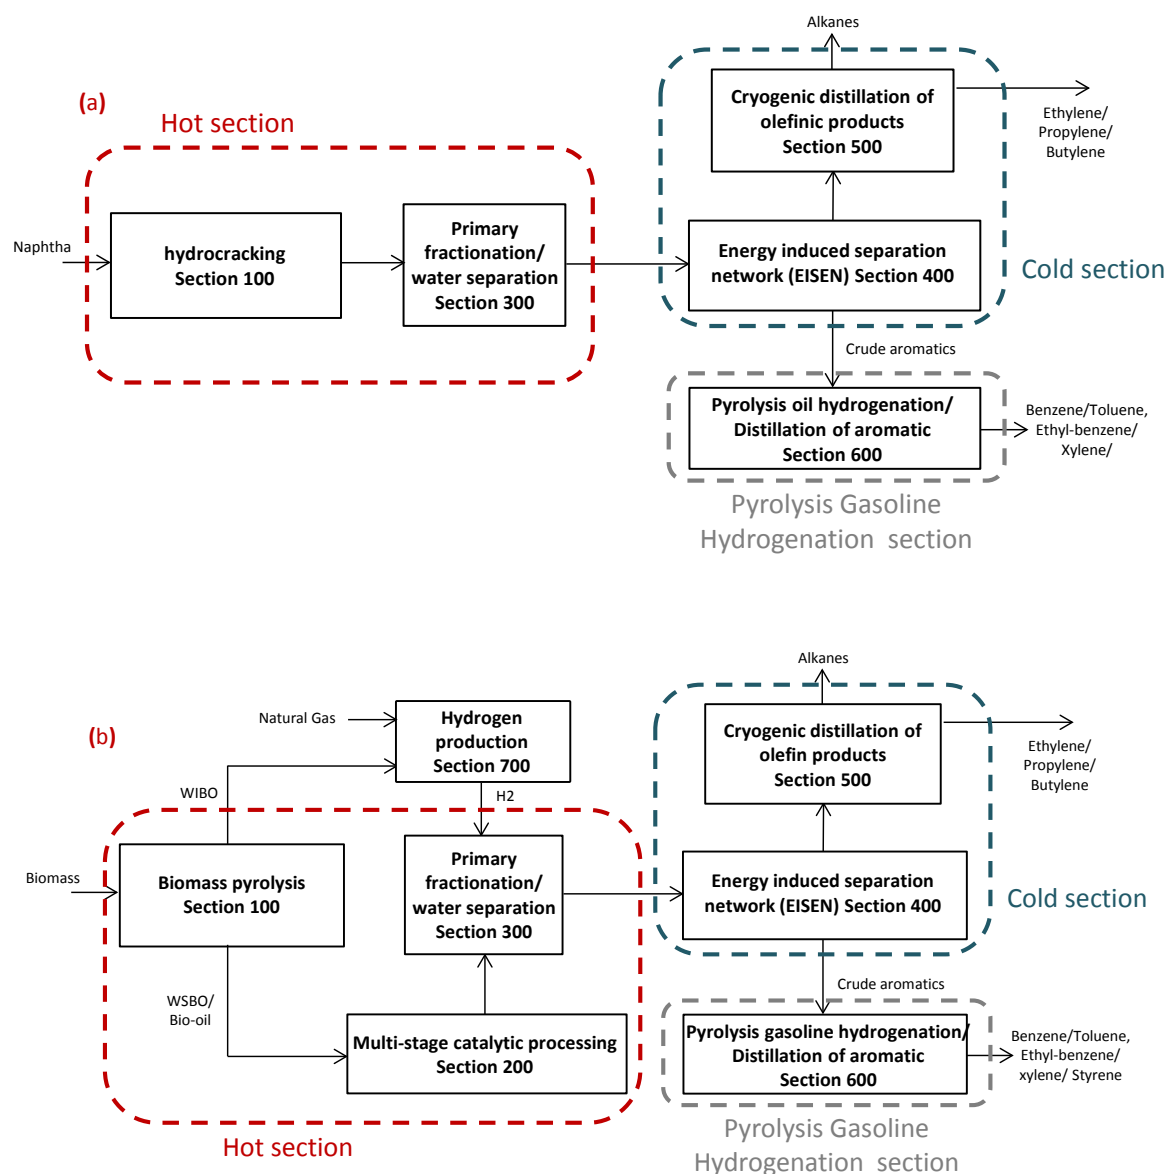 Alkanes
(a)
Hot section
Cryogenic distillation of
olefinic products
Section 500
Ethylene/
Propylene/
Butylene
Naphtha
hydrocracking
Section 100
Primary
fractionation/
water separation
Section 300
Energy induced separation
network (EISEN) Section 400
Cold section
Crude aromatics
Pyrolysis oil hydrogenation/
Distillation of aromatic
Section 600
Benzene/Toluene,
Ethyl-benzene/
Xylene/
Pyrolysis Gasoline
Hydrogenation section
Alkanes
(b)
Natural Gas
Hydrogen
production
Section 700
Cryogenic distillation of
olefin products
Section 500
Ethylene/
Propylene/
Butylene
WIBO
H2
Biomass
Biomass pyrolysis
Section 100
Primary
fractionation/
water separation
Section 300
Energy induced separation
network (EISEN) Section 400
Cold section
WSBO/
Bio-oil
Crude aromatics
Multi-stage catalytic processing
Section 200
Pyrolysis gasoline hydrogenation/
Distillation of aromatic
Section 600
Benzene/Toluene,
Ethyl-benzene/
xylene/ Styrene
Hot section
Pyrolysis Gasoline
Hydrogenation section